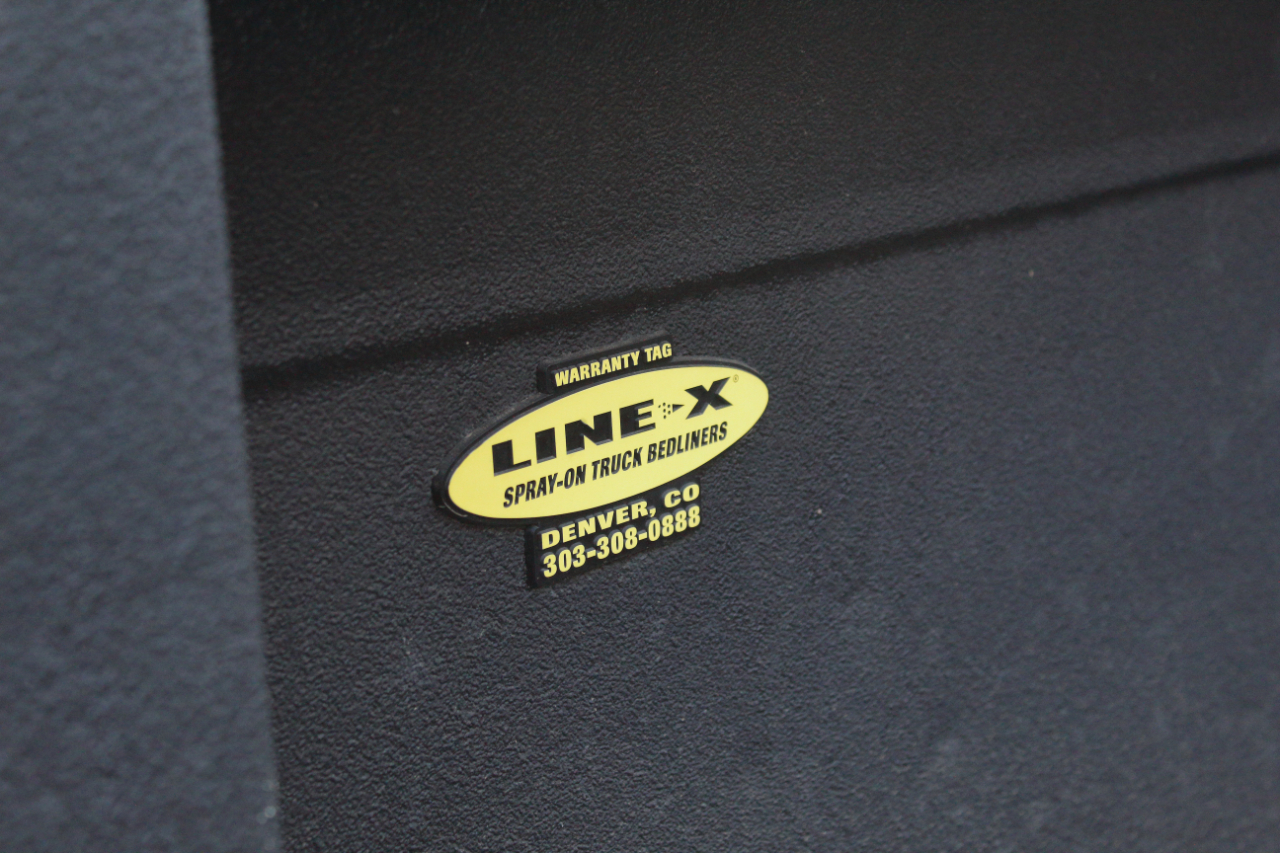 WARRANTY TAG
LINE-X®
SPRAY-ON TRUCK BEDLINERS
DENVER, CO
303-308-0888